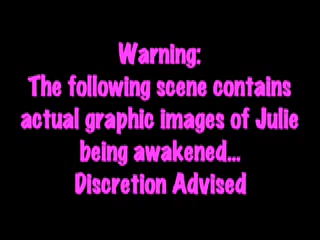 Warning:
The following scene contains
actual graphic images of Julie
being awakened...
Discretion Advised